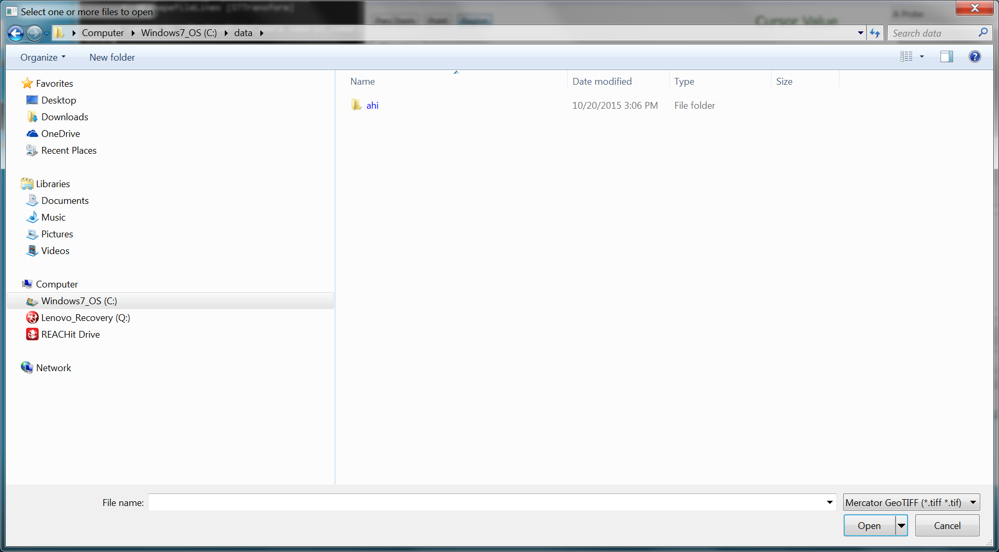 Select one or more files to open
Computer Windows7_OS (C:) data
Search data
Organize New folder
Favorites
Desktop
Downloads
OneDrive
Recent Places
Libraries
Documents
Music
Pictures
Videos
Computer
Windows7_OS (C:)
Lenovo_Recovery (Q:)
REACHit Drive
Network
Name Date modified Type Size
ahi 10/20/2015 3:06 PM File folder
File name:
Mercator GeoTIFF (*.tiff *.tif)
Open Cancel